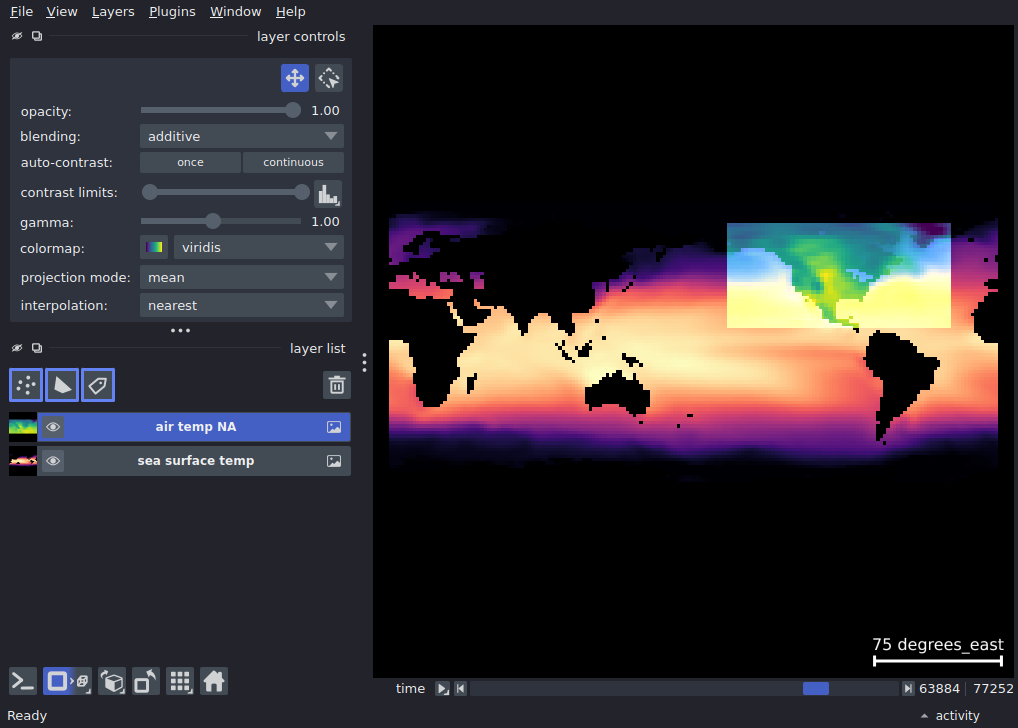 File View Layers Plugins Window Help
layer controls
opacity: 1.00
blending: additive
auto-contrast: once continuous
contrast limits:
gamma: 1.00
colormap: viridis
projection mode: mean
interpolation: nearest
layer list
air temp NA
sea surface temp
75 degrees_east
time 63884 77252
Ready activity